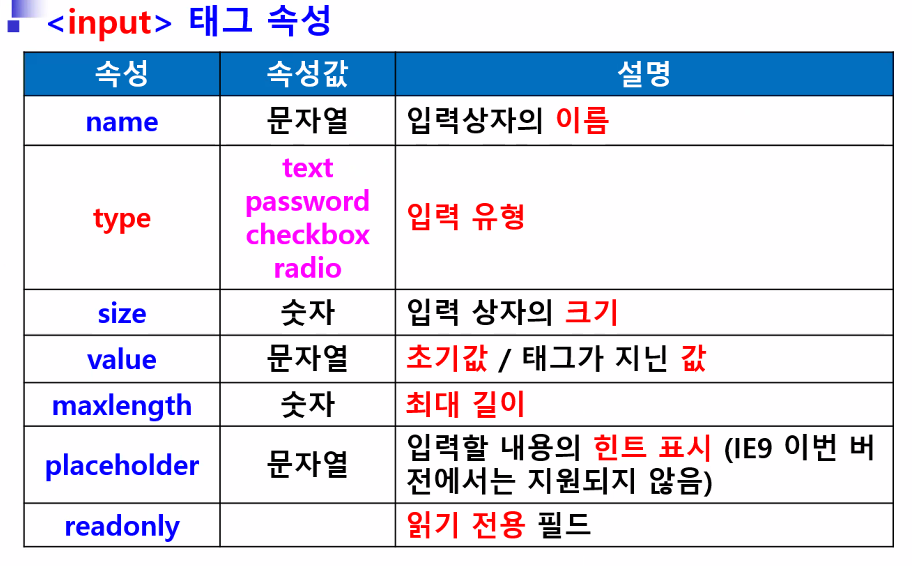 <input> 태그 속성
속성 속성값 설명
name 문자열 입력상자의 이름
type text password checkbox radio 입력 유형
size 숫자 입력 상자의 크기
value 문자열 초기값 / 태그가 지닌 값
maxlength 숫자 최대 길이
placeholder 문자열 입력할 내용의 힌트 표시 (IE9 이번 버
전에서는 지원되지 않음)
readonly 읽기 전용 필드